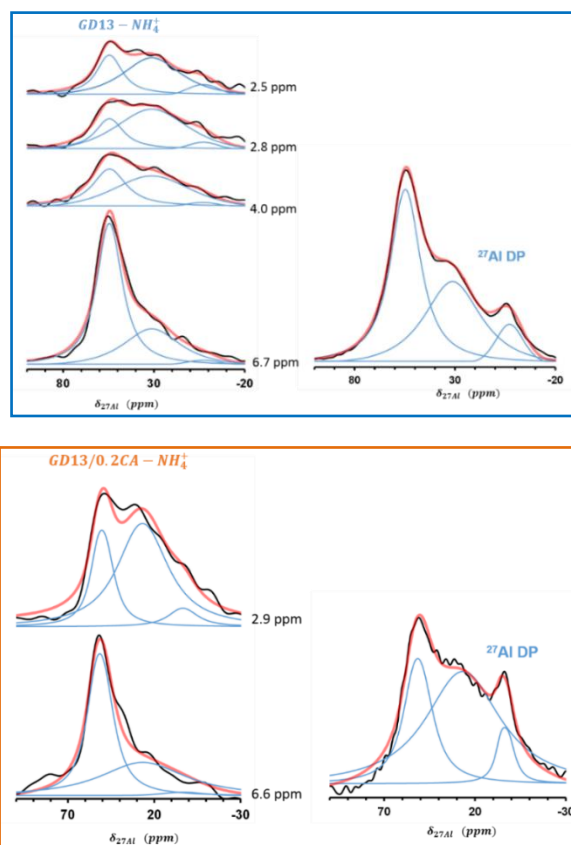 GD13 − NH₄⁺
2.5 ppm
2.8 ppm
4.0 ppm
6.7 ppm
80 30 -20
δ₂₇Al (ppm)
²⁷Al DP
80 30 -20
δ₂₇Al (ppm)
GD13/0.2CA − NH₄⁺
2.9 ppm
6.6 ppm
70 20 -30
δ₂₇Al (ppm)
²⁷Al DP
70 20 -30
δ₂₇Al (ppm)